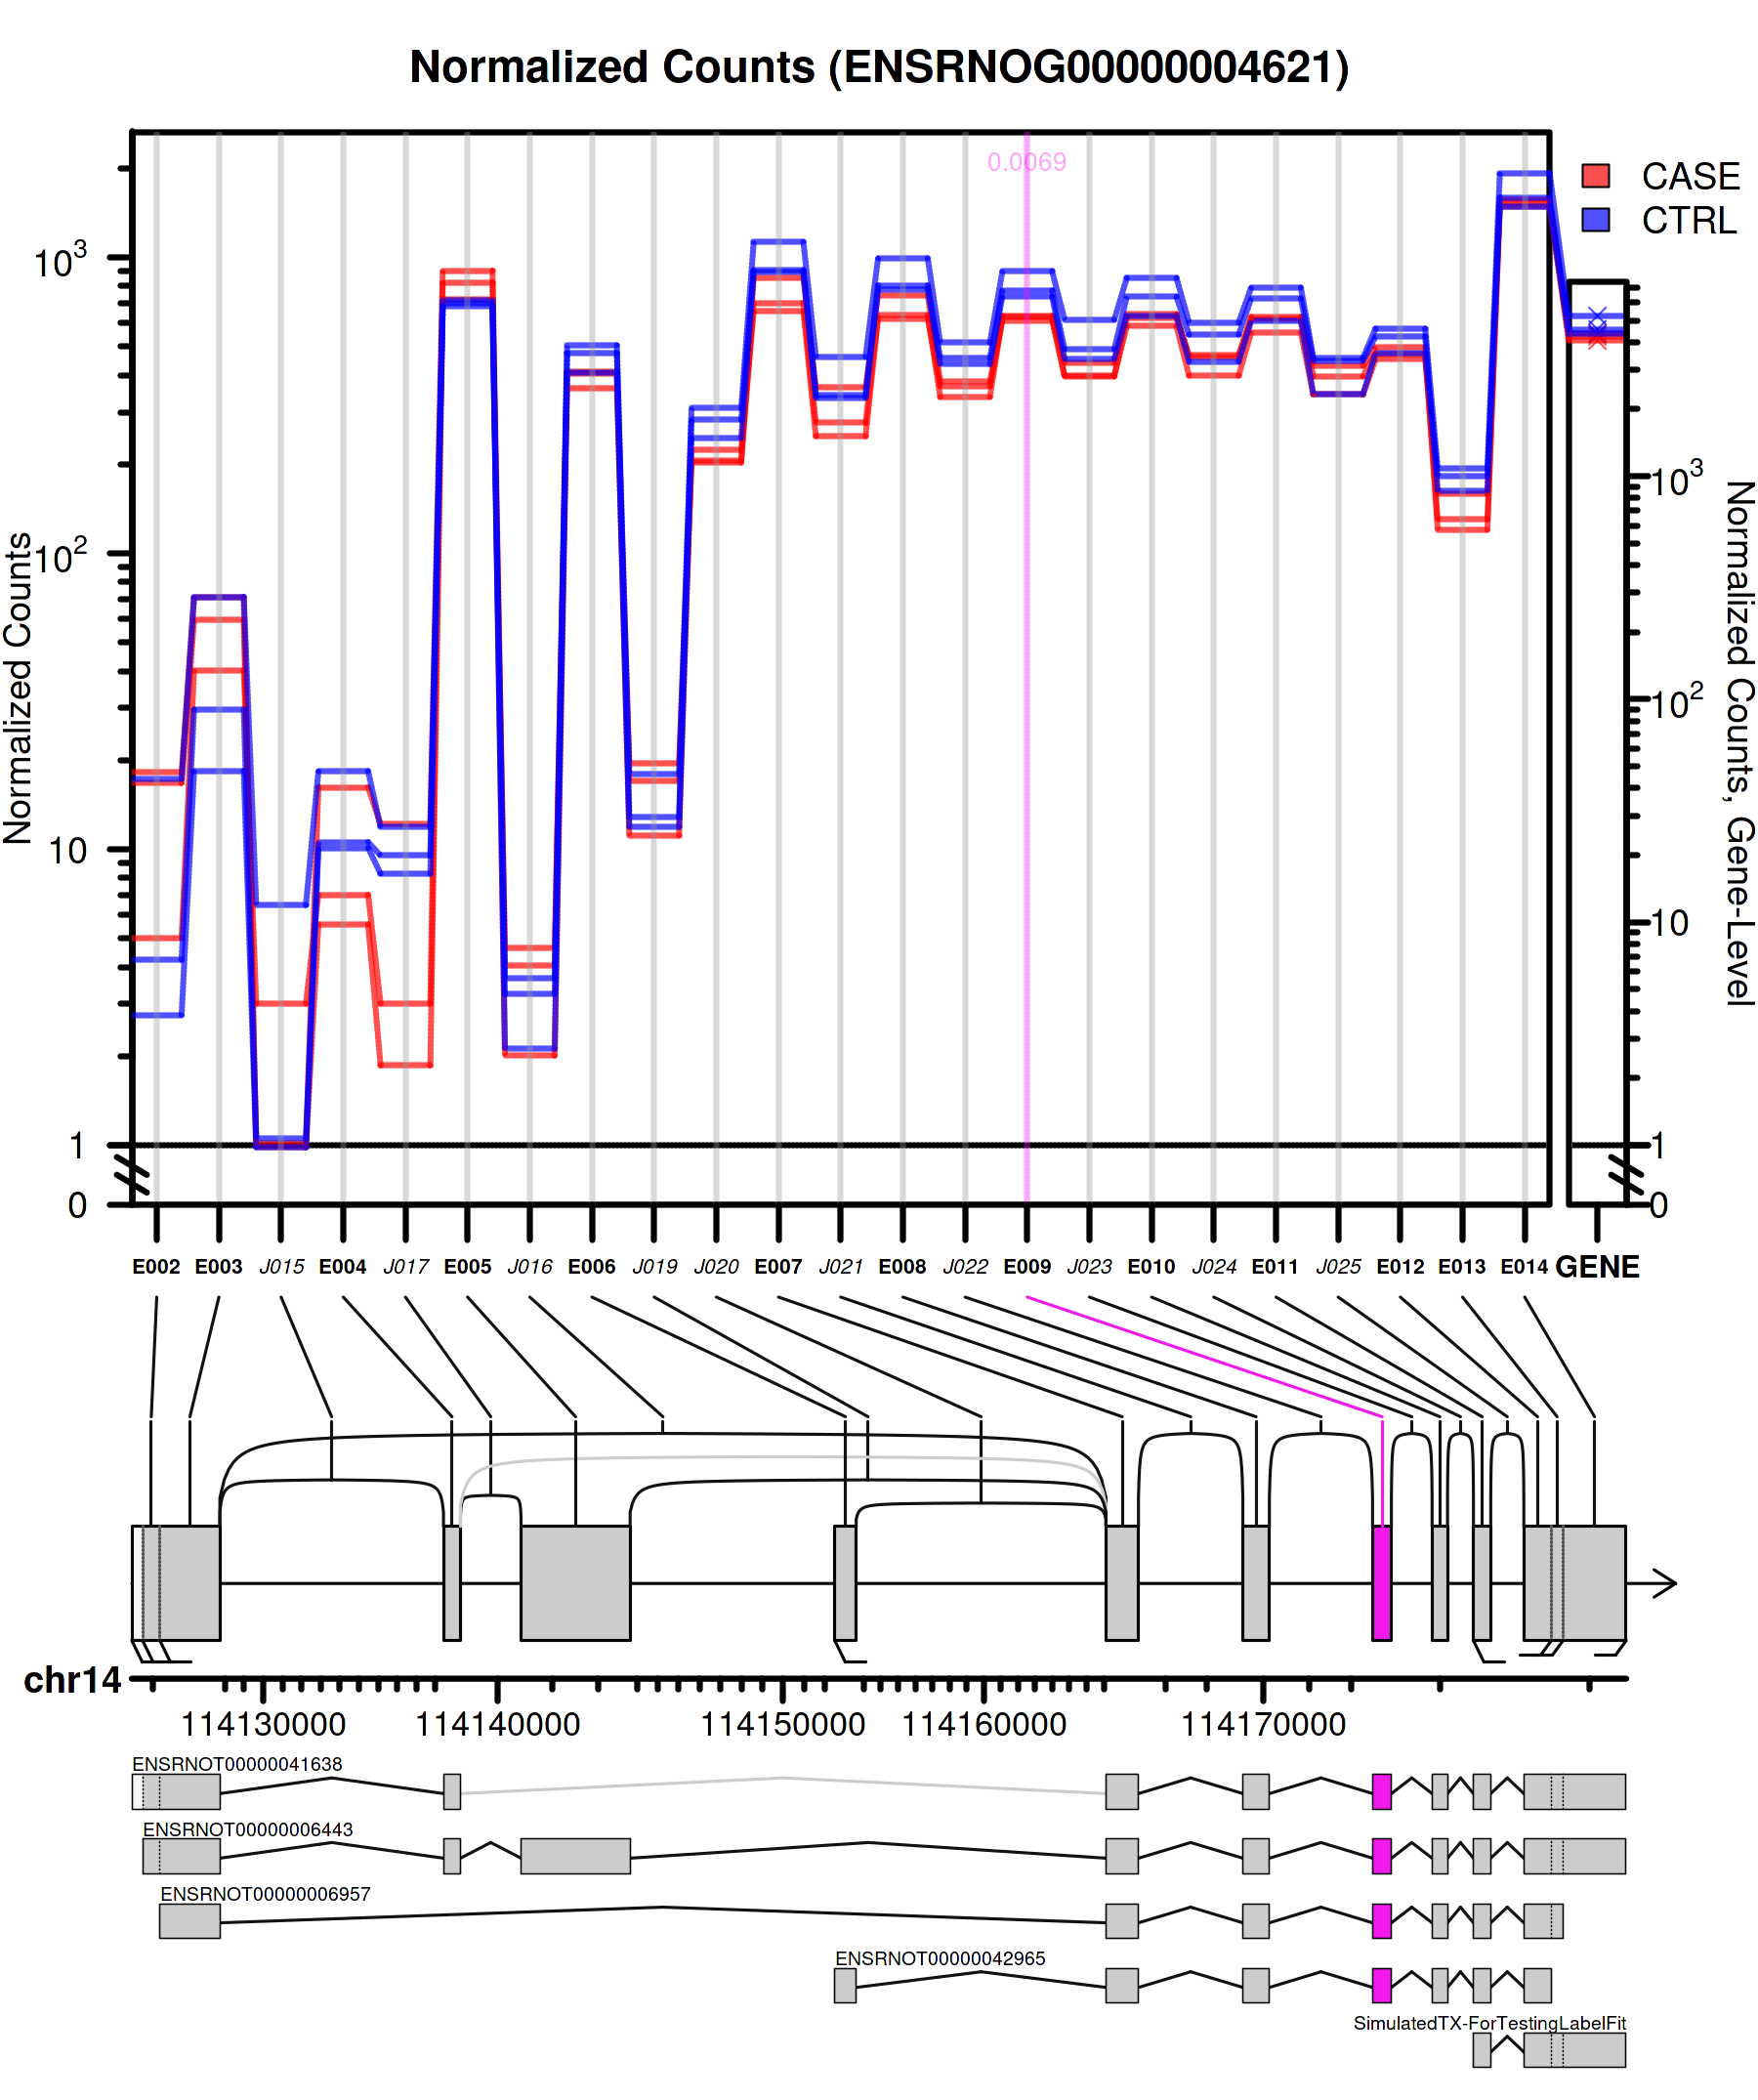 Normalized Counts (ENSRNOG00000004621)
0.0069
CASE
CTRL
Normalized Counts
10³
10²
10
1
0
10³
10²
10
1
0
Normalized Counts, Gene-Level
E002 E003 J015 E004 J017 E005 J016 E006 J019 J020 E007 J021 E008 J022 E009 J023 E010 J024 E011 J025 E012 E013 E014 GENE
chr14
114130000 114140000 114150000 114160000 114170000
ENSRNOT00000041638
ENSRNOT00000006443
ENSRNOT00000006957
ENSRNOT00000042965
SimulatedTX-ForTestingLabelFit